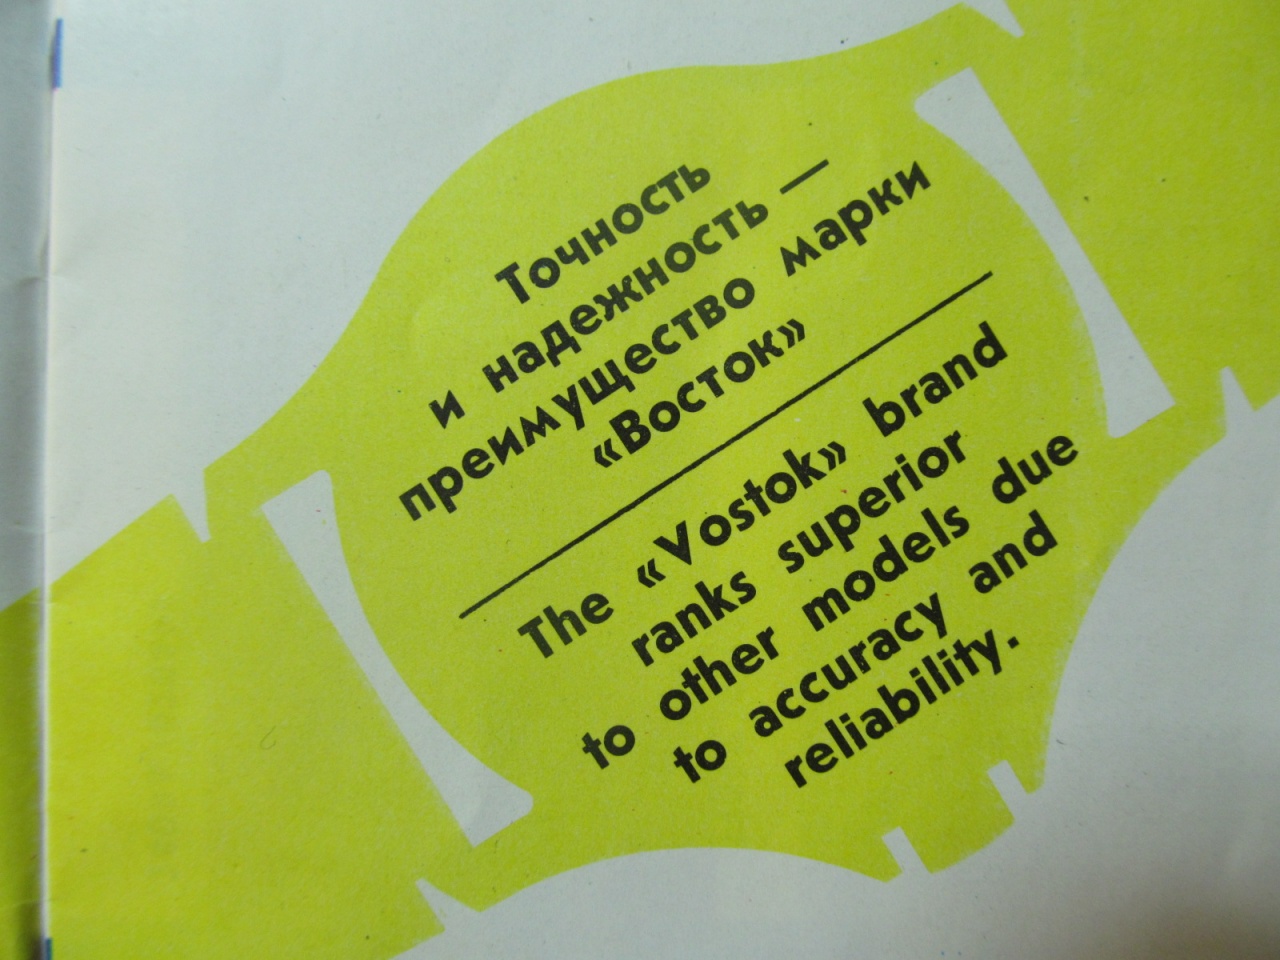 Точность
и надежность —
преимущество марки
«Восток»
The «Vostok» brand
ranks superior
to other models due
to accuracy and
reliability.